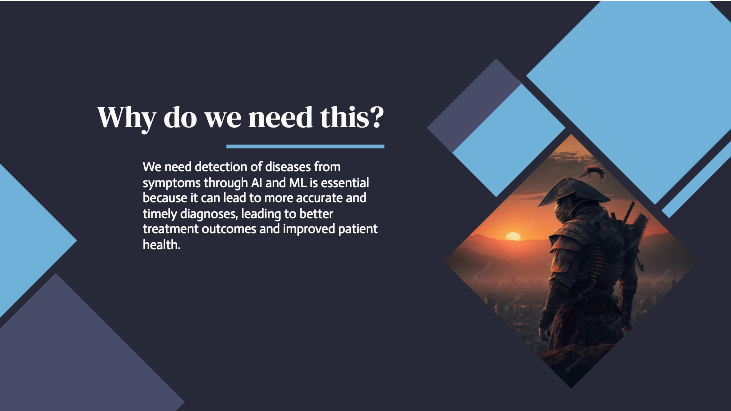 Why do we need this?
We need detection of diseases from
symptoms through AI and ML is essential
because it can lead to more accurate and
timely diagnoses, leading to better
treatment outcomes and improved patient
health.